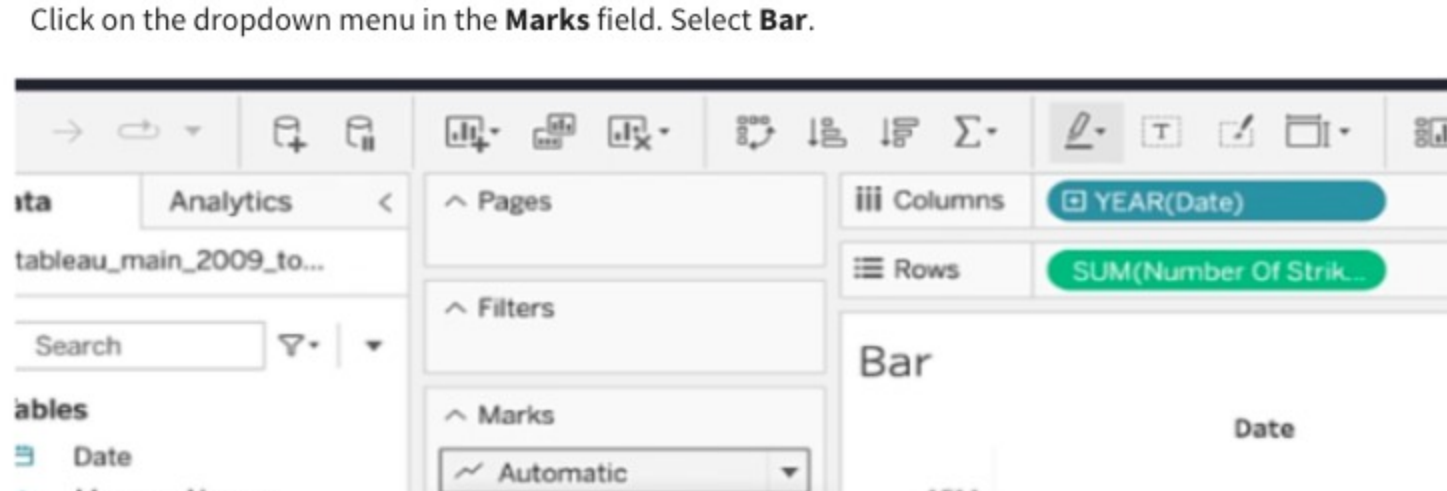 Click on the dropdown menu in the Marks field. Select Bar.
ata Analytics
Pages
Columns YEAR(Date)
tableau_main_2009_to...
Rows SUM(Number Of Strik...
Filters
Search
Bar
ables
Marks
Date
Date
Automatic